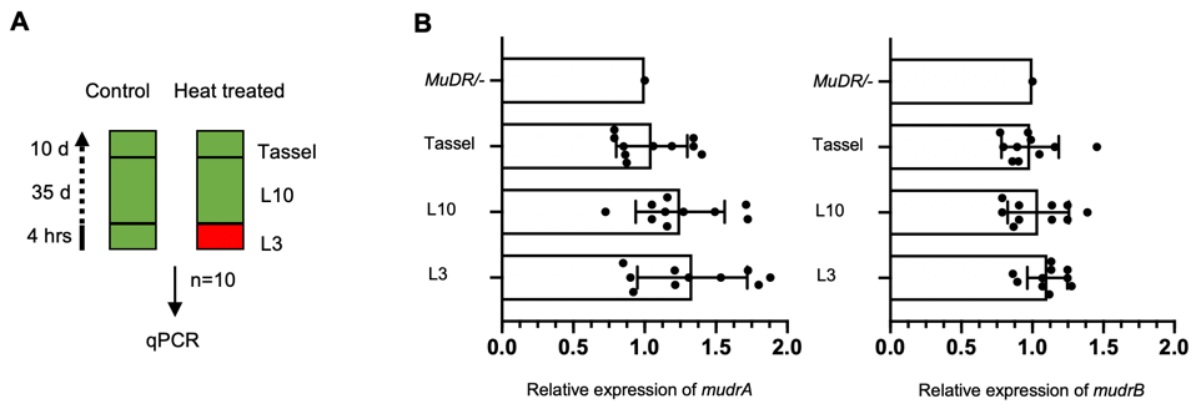 A
Control Heat treated
10 d Tassel
35 d L10
4 hrs L3
n=10
qPCR
B
MuDR/-
Tassel
L10
L3
0.0 0.5 1.0 1.5 2.0
Relative expression of mudrA
MuDR/-
Tassel
L10
L3
0.0 0.5 1.0 1.5 2.0
Relative expression of mudrB